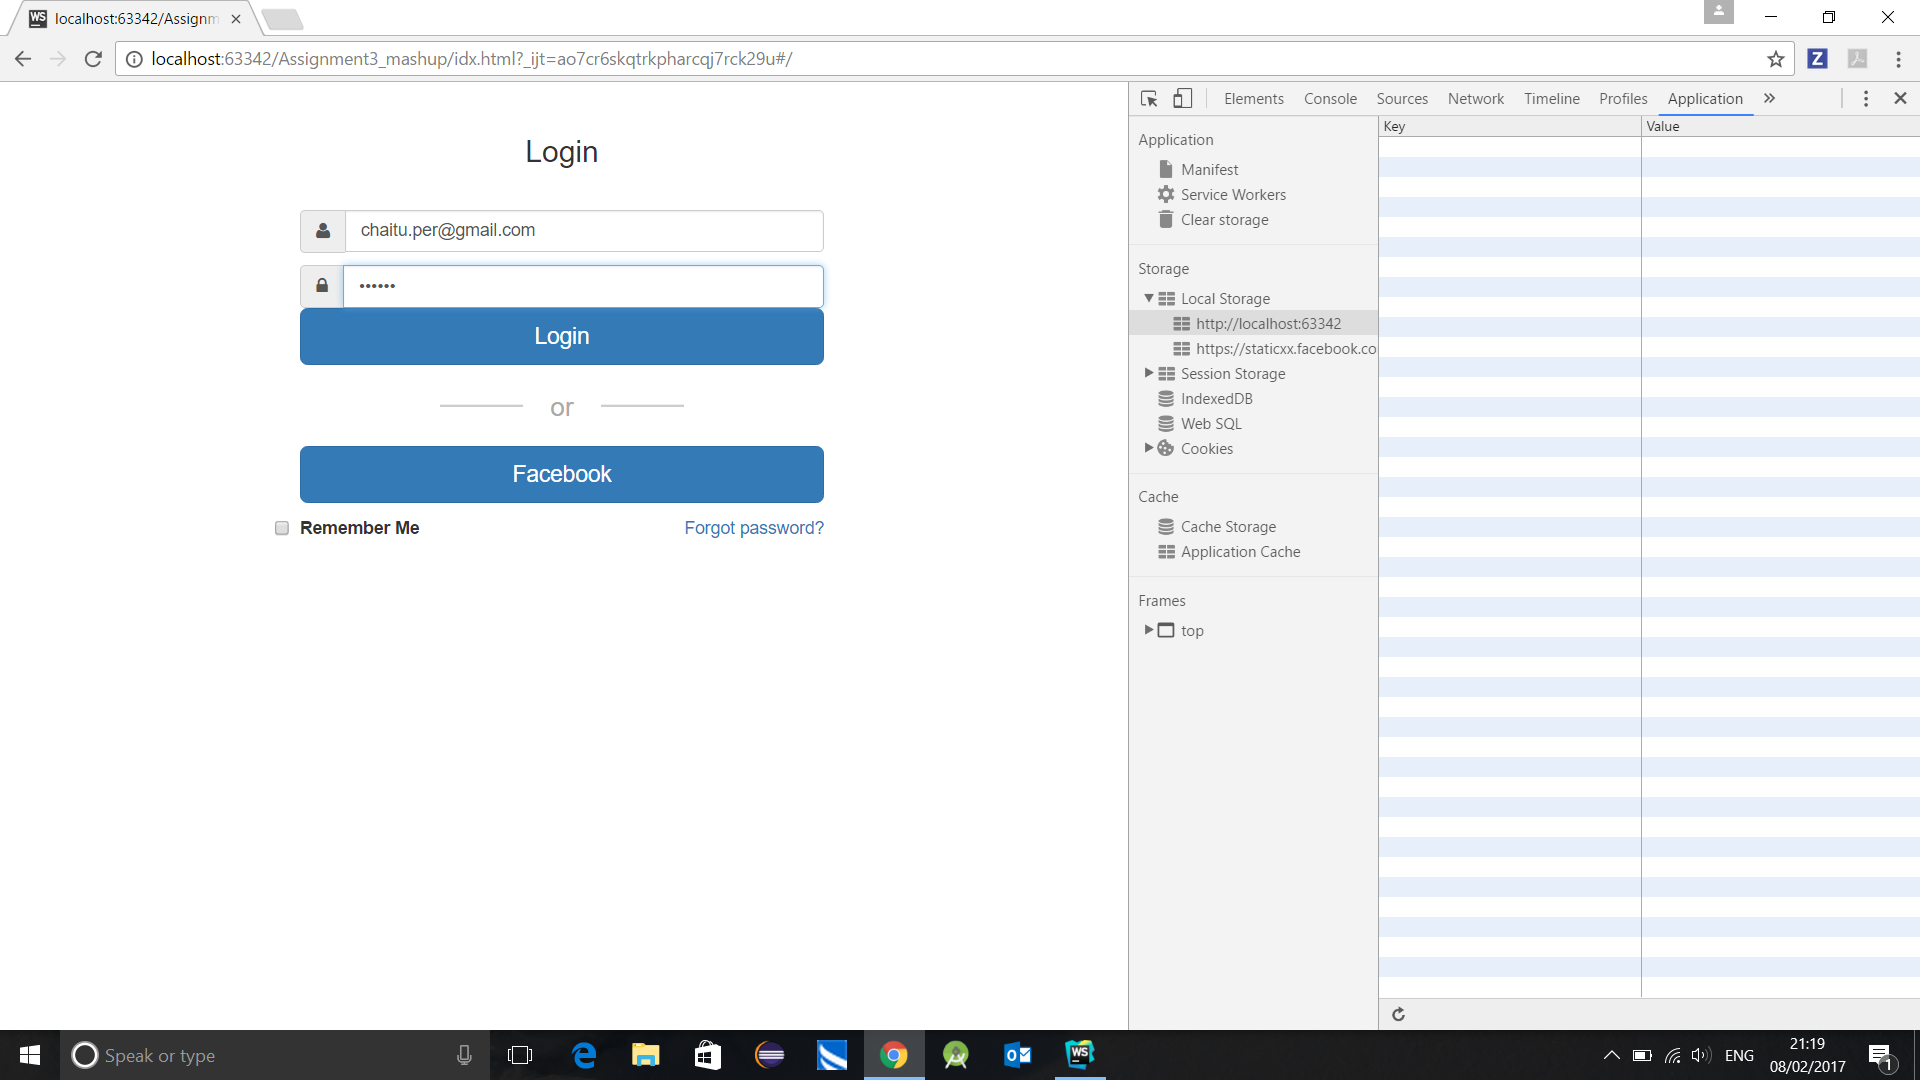 localhost:63342/Assignm
localhost:63342/Assignment3_mashup/idx.html?_ijt=ao7cr6skqtrkpharcqj7rck29u#/
Z
Elements Console Sources Network Timeline Profiles Application
Login
chaitu.per@gmail.com
••••••
Login
or
Facebook
Remember Me
Forgot password?
Application
Manifest
Service Workers
Clear storage
Storage
Local Storage
http://localhost:63342
https://staticxx.facebook.co
Session Storage
IndexedDB
Web SQL
Cookies
Cache
Cache Storage
Application Cache
Frames
top
Key Value
Speak or type
WS
ENG
21:19
08/02/2017
1